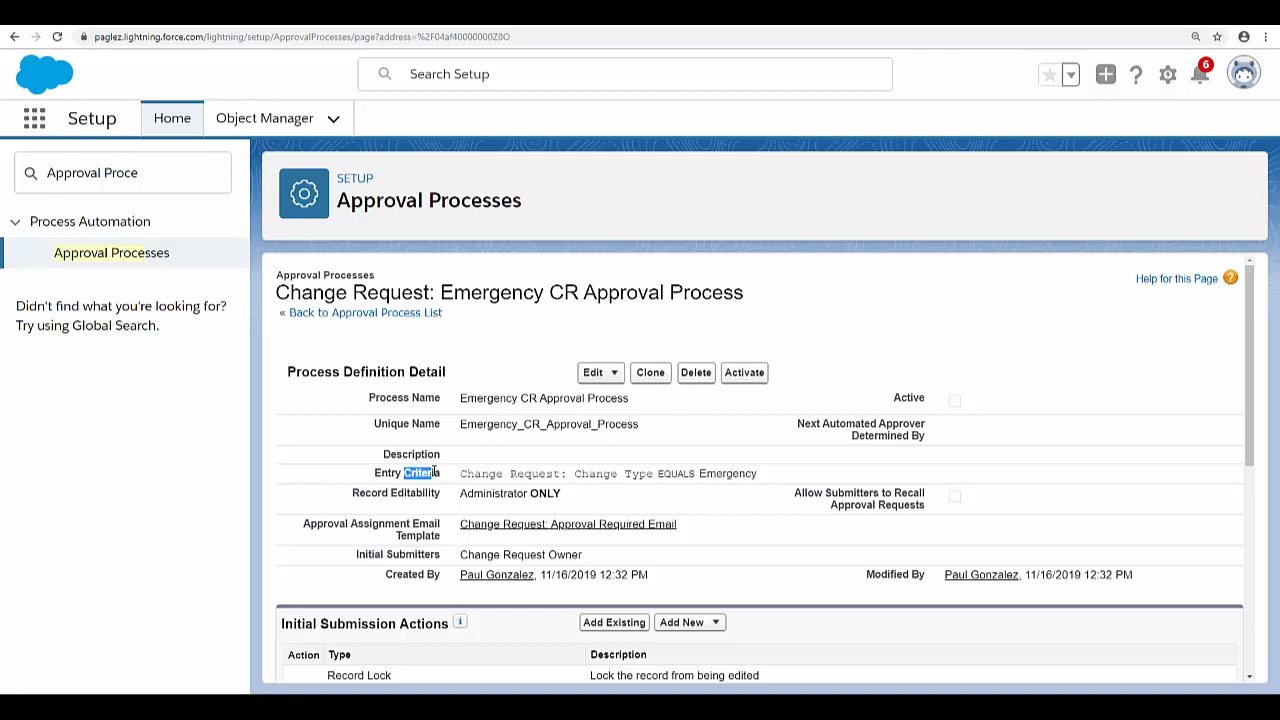 paglez.lightning.force.com/lightning/setup/ApprovalProcesses/page?address=%2F04af40000000Z8O
Search Setup
6
Setup
Home
Object Manager
Approval Proce
Process Automation
Approval Processes
Didn't find what you're looking for?
Try using Global Search.
SETUP
Approval Processes
Approval Processes
Change Request: Emergency CR Approval Process
« Back to Approval Process List
Help for this Page
Process Definition Detail
Edit
Clone
Delete
Activate
Process Name
Emergency CR Approval Process
Active
Unique Name
Emergency_CR_Approval_Process
Next Automated Approver
Determined By
Description
Entry Criteria
Change Request: Change Type EQUALS Emergency
Record Editability
Administrator ONLY
Allow Submitters to Recall
Approval Requests
Approval Assignment Email
Template
Change Request: Approval Required Email
Initial Submitters
Change Request Owner
Created By
Paul Gonzalez, 11/16/2019 12:32 PM
Modified By
Paul Gonzalez, 11/16/2019 12:32 PM
Initial Submission Actions
Add Existing
Add New
Action
Type
Description
Record Lock
Lock the record from being edited